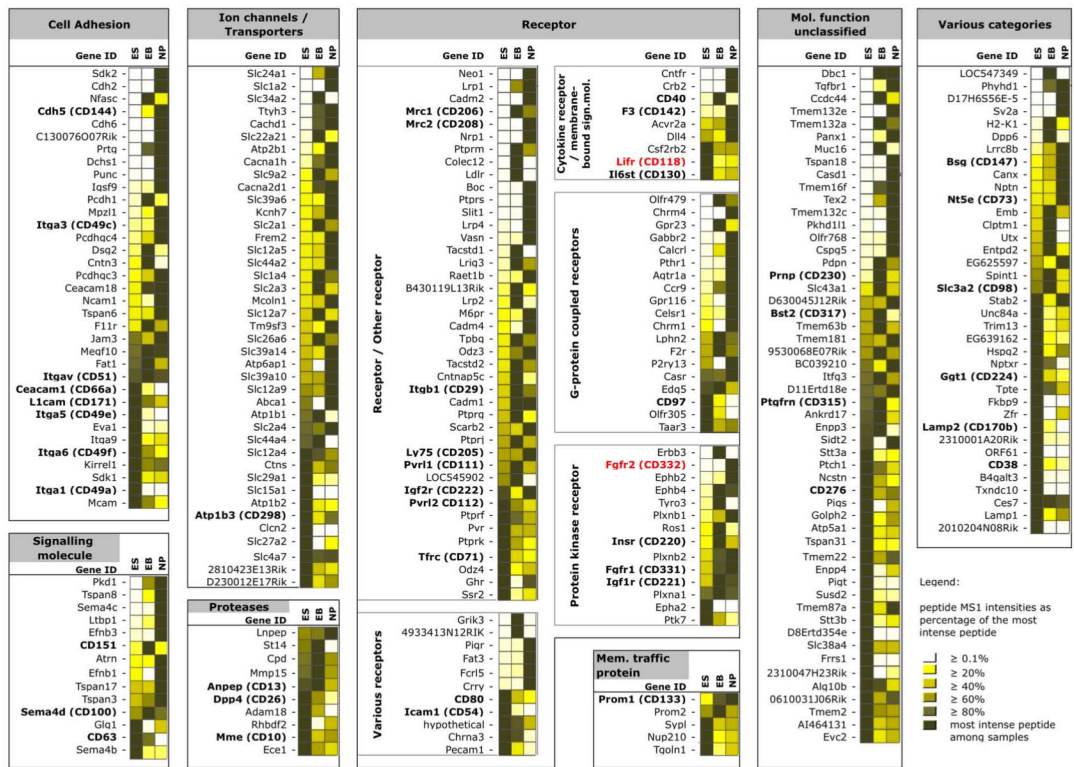 Cell Adhesion
Gene ID ES EB NP
Sdk2
Cdh2
Nfasc
Cdh5 (CD144)
Cdh6
C130076O07Rik
Prtg
Dchs1
Punc
Iqsf9
Pcdh1
Mpzl1
Itga3 (CD49c)
Pcdhgc4
Dsg2
Cntn3
Pcdhgc3
Ceacam18
Ncam1
Tspan6
F11r
Jam3
Megf10
Fat1
Itgav (CD51)
Ceacam1 (CD66a)
L1cam (CD171)
Itga5 (CD49e)
Eva1
Itga9
Itga6 (CD49f)
Kirrel1
Sdk1
Itga1 (CD49a)
Mcam
Signalling
molecule
Gene ID ES EB NP
Pkd1
Tspan8
Sema4c
Ltbp1
Efnb3
CD151
Atrn
Efnb1
Tspan17
Tspan3
Sema4d (CD100)
Glg1
CD63
Sema4b
Ion channels /
Transporters
Gene ID ES EB NP
Slc24a1
Slc1a2
Slc34a2
Ttyh3
Cachd1
Slc22a21
Atp2b1
Cacna1h
Slc9a2
Cacna2d1
Slc39a6
Kcnh7
Slc2a1
Frem2
Slc12a5
Slc44a2
Slc1a4
Slc2a3
Mcoln1
Slc12a7
Tm9sf3
Slc26a6
Slc39a14
Atp6ap1
Slc39a10
Slc12a9
Abca1
Atp1b1
Slc2a4
Slc44a4
Slc12a4
Ctns
Slc29a1
Slc15a1
Atp1b2
Atp1b3 (CD298)
Clcn2
Slc27a2
Slc4a7
2810423E13Rik
D230012E17Rik
Proteases
Gene ID ES EB NP
Lnpep
St14
Cpd
Mmp15
Anpep (CD13)
Dpp4 (CD26)
Adam18
Rhbdf2
Mme (CD10)
Ece1
Receptor
Gene ID ES EB NP
Receptor / Other receptor
Neo1
Lrp1
Cadm2
Mrc1 (CD206)
Mrc2 (CD208)
Nrp1
Ptprm
Colec12
Ldlr
Boc
Ptprs
Slit1
Lrp4
Vasn
Tacstd1
Lrig3
Raet1b
B430119L13Rik
Lrp2
M6pr
Cadm4
Tpbg
Odz3
Tacstd2
Cntnap5c
Itgb1 (CD29)
Cadm1
Ptprg
Scarb2
Ptprj
Ly75 (CD205)
Pvrl1 (CD111)
LOC545902
Igf2r (CD222)
Pvrl2 CD112)
Ptprf
Pvr
Ptprk
Tfrc (CD71)
Odz4
Ghr
Ssr2
Various receptors
Grik3
4933413N12RIK
Pigr
Fat3
Fcrl5
Crry
CD80
Icam1 (CD54)
hypothetical
Chrna3
Pecam1
Gene ID ES EB NP
Cytokine receptor
/ membrane-
bound sign.mol.
Cntfr
Crb2
CD40
F3 (CD142)
Acvr2a
Dll4
Csf2rb2
Lifr (CD118)
Il6st (CD130)
G-protein coupled receptors
Olfr479
Chrm4
Gpr23
Gabbr2
Calcrl
Pthr1
Agtr1a
Ccr9
Gpr116
Celsr1
Chrm1
Lphn2
F2r
P2ry13
Casr
Edg5
CD97
Olfr305
Taar3
Protein kinase receptor
Erbb3
Fgfr2 (CD332)
Ephb2
Ephb4
Tyro3
Plxnb1
Ros1
Insr (CD220)
Plxnb2
Fgfr1 (CD331)
Igf1r (CD221)
Plxna1
Epha2
Ptk7
Mem. traffic
protein
Gene ID ES EB NP
Prom1 (CD133)
Prom2
Sypl
Nup210
Tgoln1
Mol. function
unclassified
Gene ID ES EB NP
Dbc1
Tgfbr1
Ccdc44
Tmem132e
Tmem132a
Panx1
Muc16
Tspan18
Casd1
Tmem16f
Tex2
Tmem132c
Pkhd1l1
Olfr768
Cspg5
Pdpn
Prnp (CD230)
Slc43a1
D630045J12Rik
Bst2 (CD317)
Tmem63b
Tmem181
9530068E07Rik
BC039210
Itfg3
D11Ertd18e
Ptgfrn (CD315)
Ankrd17
Enpp3
Sidt2
Stt3a
Ptch1
Ncstn
CD276
Pigs
Golph2
Atp5a1
Tspan31
Tmem22
Enpp4
Pigt
Susd2
Tmem87a
Stt3b
D8Ertd354e
Slc38a4
Frrs1
2310047H23Rik
Alg10b
0610031J06Rik
Tmem2
AI464131
Evc2
Various categories
Gene ID ES EB NP
LOC547349
Phyhd1
D17H6S56E-5
Sv2a
H2-K1
Dpp6
Lrrc8b
Bsg (CD147)
Canx
Nptn
Nt5e (CD73)
Emb
Clptm1
Utx
Entpd2
EG625597
Spint1
Slc3a2 (CD98)
Stab2
Unc84a
Trim13
EG639162
Hspg2
Nptxr
Ggt1 (CD224)
Tpte
Fkbp9
Zfr
Lamp2 (CD170b)
2310001A20Rik
ORF61
CD38
B4galt3
Txndc10
Ces7
Lamp1
2010204N08Rik
Legend:
peptide MS1 intensities as
percentage of the most
intense peptide
≥ 0.1%
≥ 20%
≥ 40%
≥ 60%
≥ 80%
most intense peptide
among samples